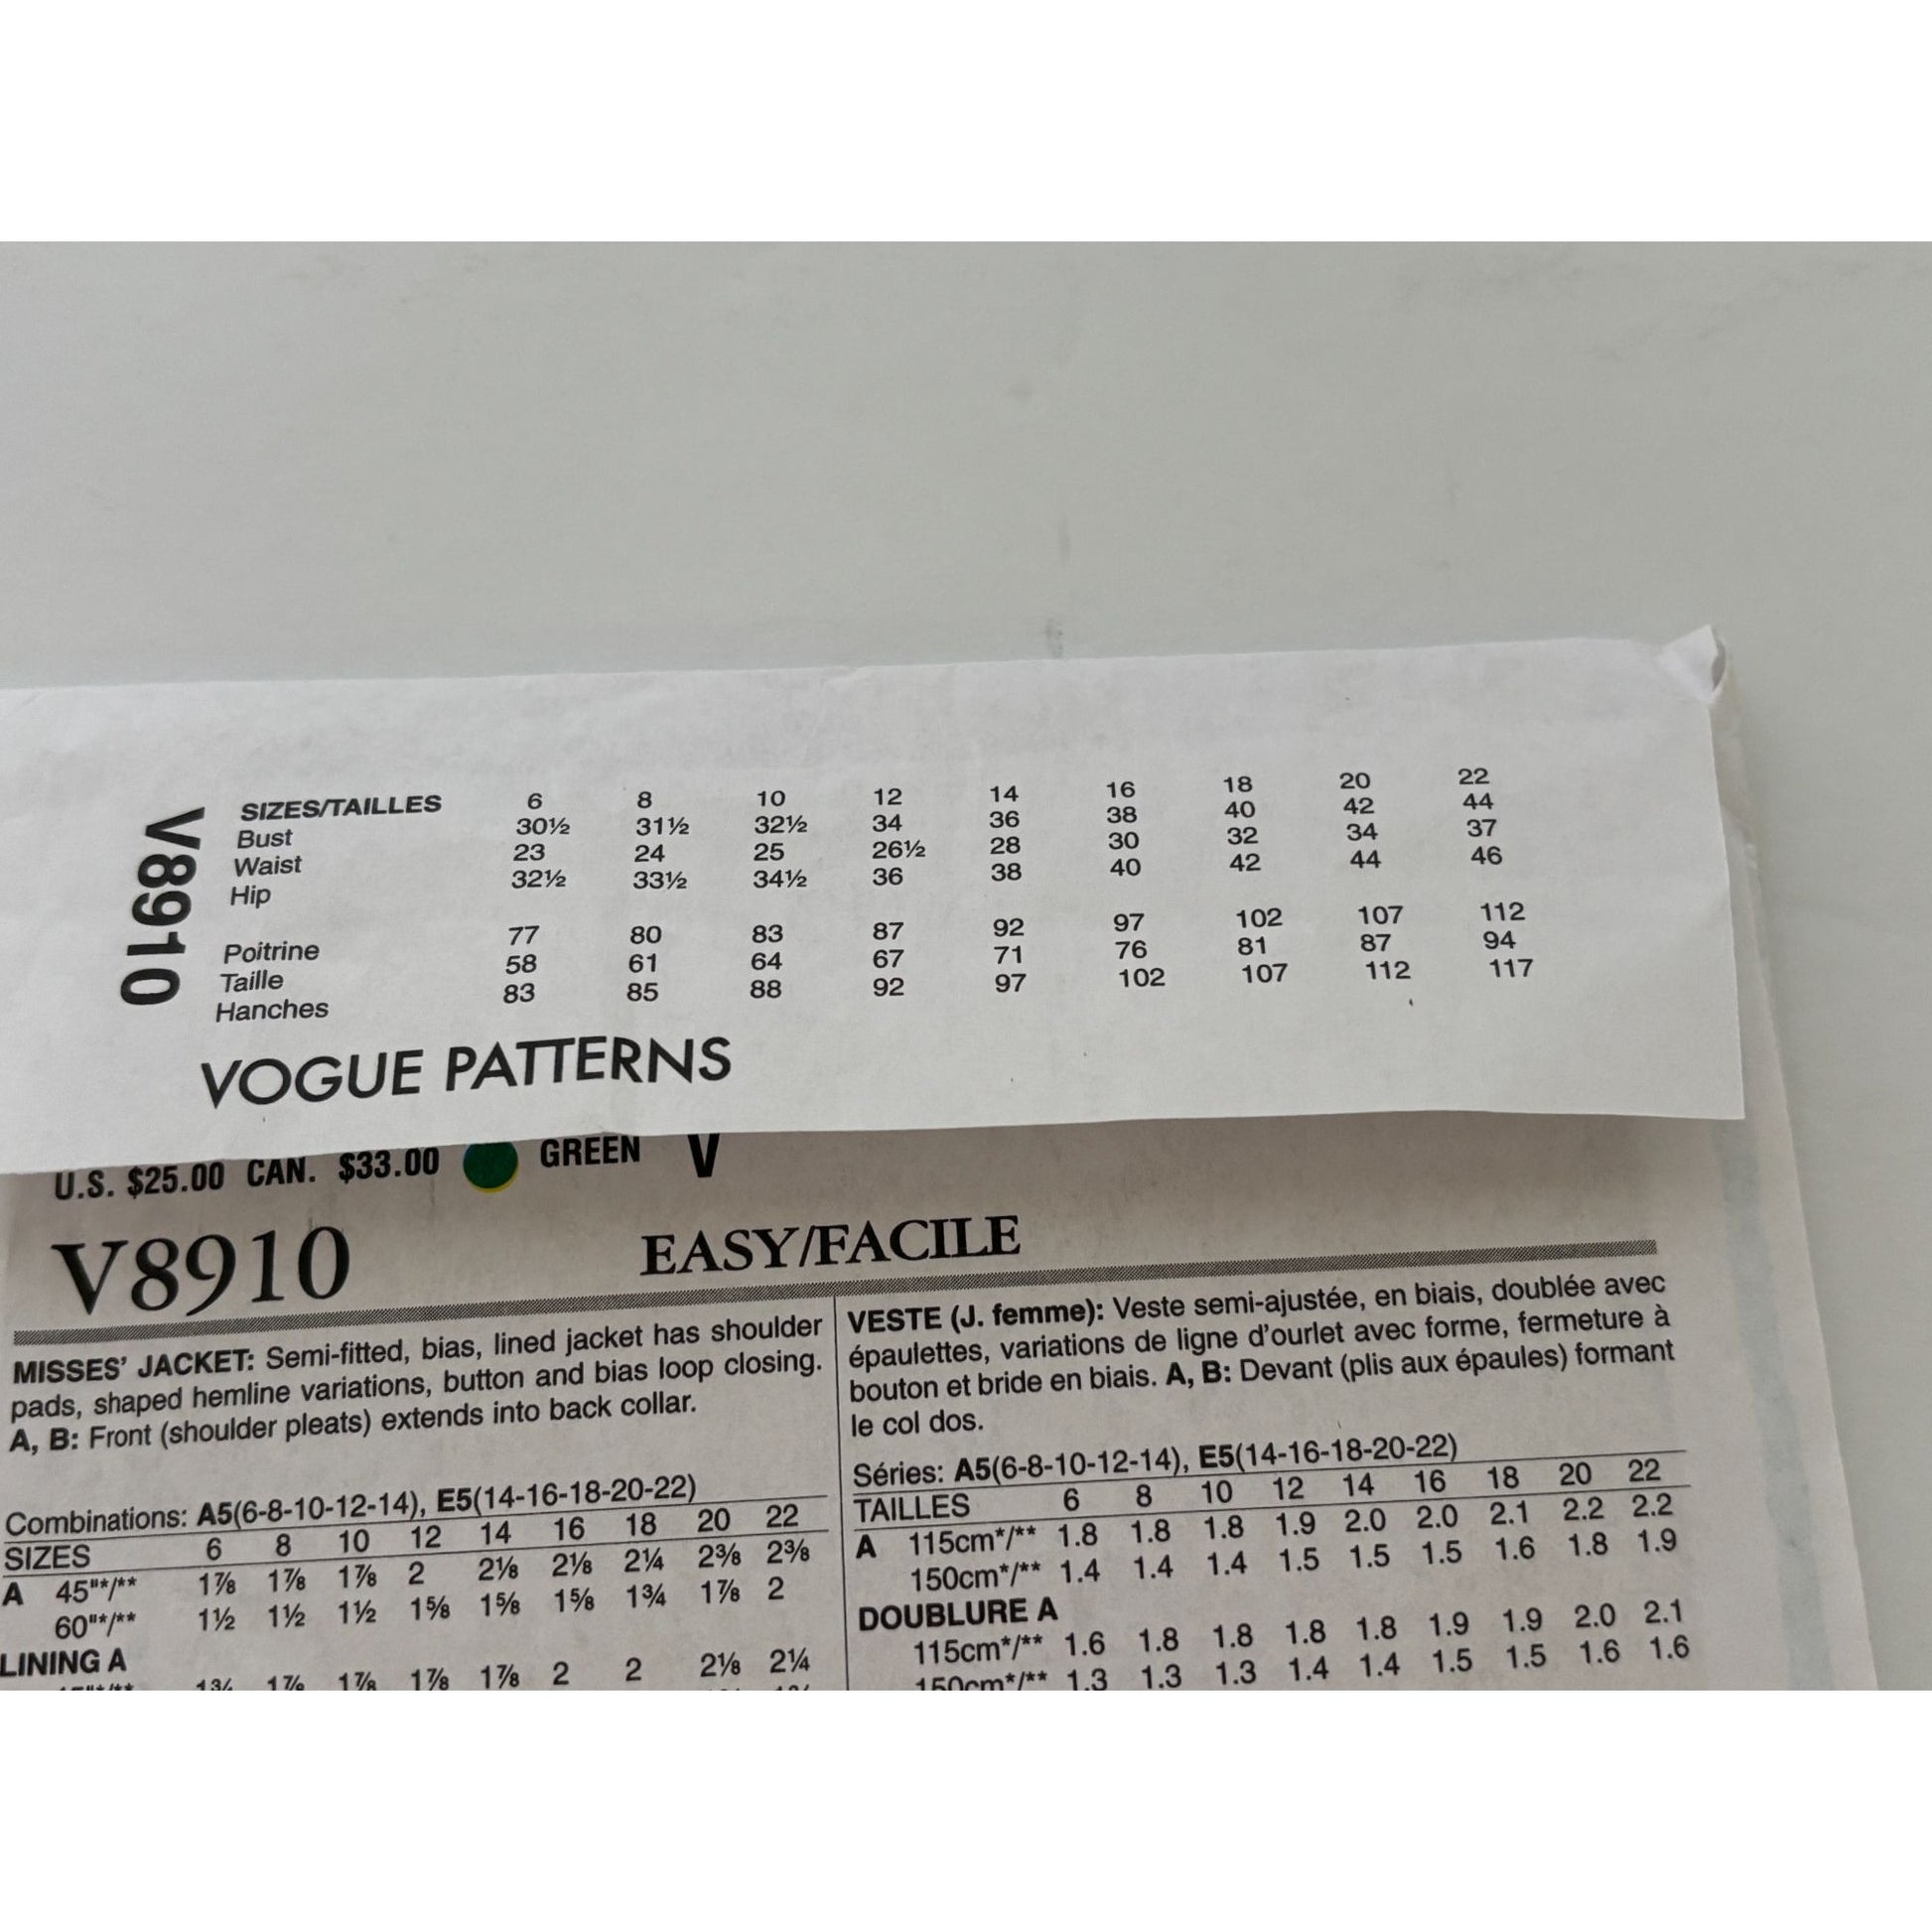 V8910
SIZES/TAILLES 6 8 10 12 14 16 18 20 22
Bust 30½ 31½ 32½ 34 36 38 40 42 44
Waist 23 24 25 26½ 28 30 32 34 37
Hip 32½ 33½ 34½ 36 38 40 42 44 46
Poitrine 77 80 83 87 92 97 102 107 112
Taille 58 61 64 67 71 76 81 87 94
Hanches 83 85 88 92 97 102 107 112 117
VOGUE PATTERNS
U.S. $25.00 CAN. $33.00 GREEN V
V8910 EASY/FACILE
MISSES' JACKET: Semi-fitted, bias, lined jacket has shoulder
pads, shaped hemline variations, button and bias loop closing.
A, B: Front (shoulder pleats) extends into back collar.
Combinations: A5(6-8-10-12-14), E5(14-16-18-20-22)
SIZES 6 8 10 12 14 16 18 20 22
A 45"*/** 1⅞ 1⅞ 1⅞ 2 2⅛ 2⅛ 2¼ 2⅜ 2⅜
60"*/** 1½ 1½ 1½ 1⅝ 1⅝ 1⅝ 1¾ 1⅞ 2
LINING A
1¾ 1⅞ 1⅞ 1⅞ 1⅞ 2 2 2⅛ 2¼
VESTE (J. femme): Veste semi-ajustée, en biais, doublée avec
épaulettes, variations de ligne d'ourlet avec forme, fermeture à
bouton et bride en biais. A, B: Devant (plis aux épaules) formant
le col dos.
Séries: A5(6-8-10-12-14), E5(14-16-18-20-22)
TAILLES 6 8 10 12 14 16 18 20 22
A 115cm*/** 1.8 1.8 1.8 1.9 2.0 2.0 2.1 2.2 2.2
150cm*/** 1.4 1.4 1.4 1.5 1.5 1.5 1.6 1.8 1.9
DOUBLURE A
115cm*/** 1.6 1.8 1.8 1.8 1.8 1.9 1.9 2.0 2.1
150cm*/** 1.3 1.3 1.3 1.4 1.4 1.5 1.5 1.6 1.6